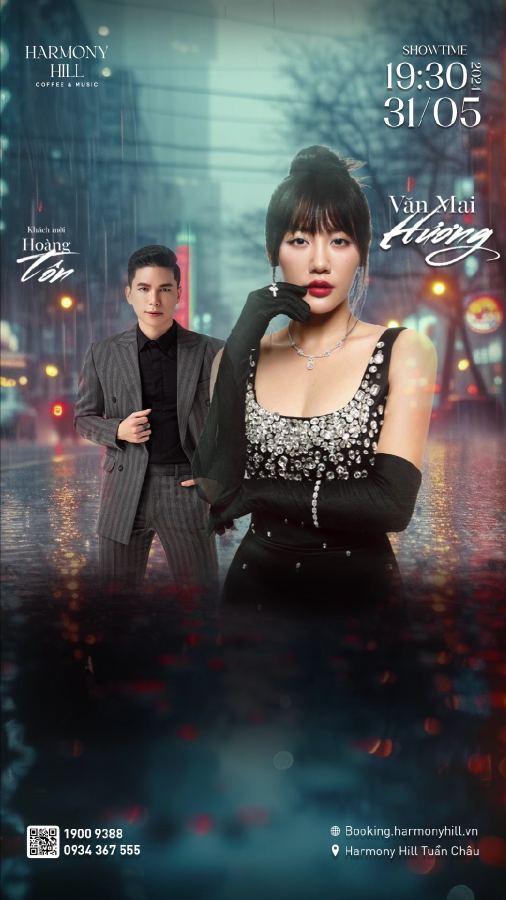 HARMONY
HILL
COFFEE & MUSIC
SHOWTIME
19:30
31/05
2024
Văn Mai
Hương
Khách mời
Hoàng
Tôn
1900 9388
0934 367 555
Booking.harmonyhill.vn
Harmony Hill Tuần Châu